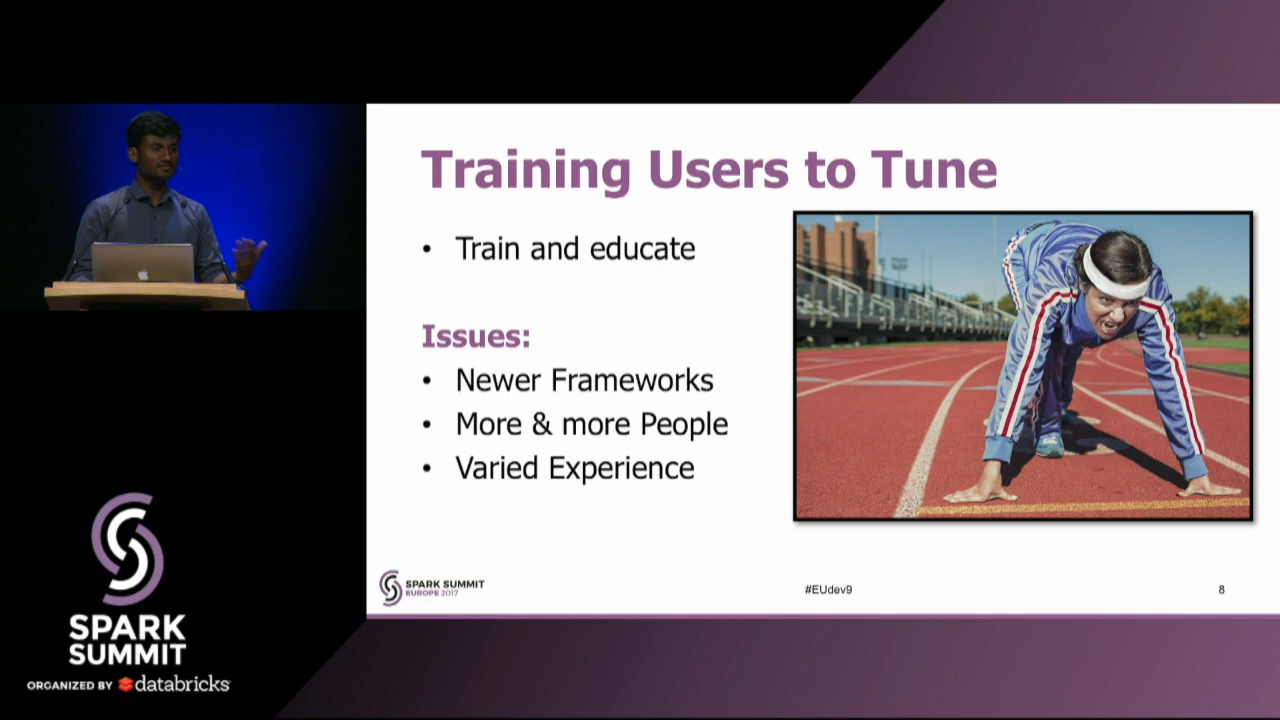 Training Users to Tune
• Train and educate
Issues:
• Newer Frameworks
• More & more People
• Varied Experience
SPARK SUMMIT
EUROPE 2017
#EUdev9
8
SPARK
SUMMIT
ORGANIZED BY databricks